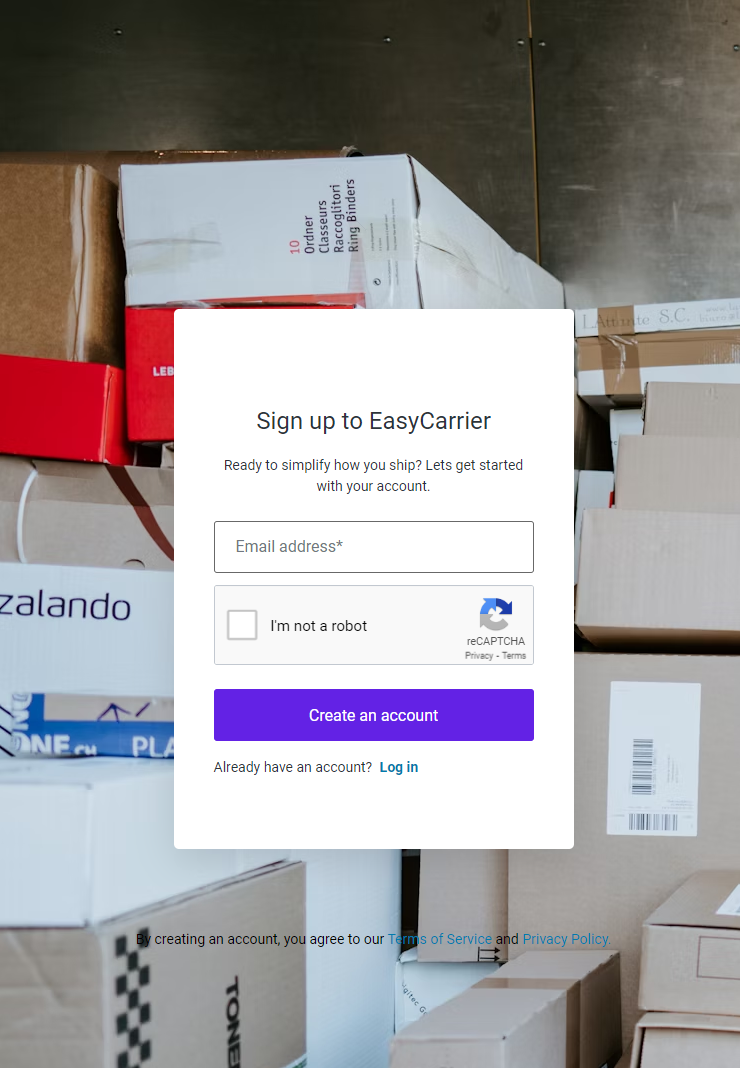 10
Ordner
Classeurs
Raccoglitori
Ring Binders
LEB
zalando
ONE.CH PLA
TONE
Sign up to EasyCarrier
Ready to simplify how you ship? Lets get started
with your account.
Email address*
I'm not a robot
reCAPTCHA
Privacy - Terms
Create an account
Already have an account? Log in
By creating an account, you agree to our Terms of Service and Privacy Policy.